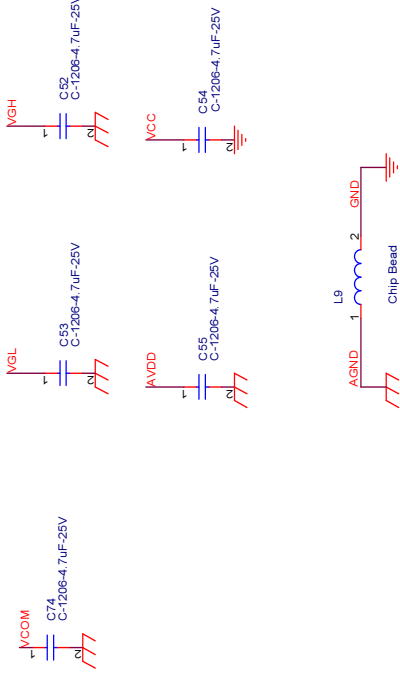 VGH
1
2
C52
C-1206-4.7uF-25V
VCC
1
2
C54
C-1206-4.7uF-25V
VGL
1
2
C53
C-1206-4.7uF-25V
AVDD
1
2
C55
C-1206-4.7uF-25V
AGND
1
L9
2
GND
Chip Bead
VCOM
1
2
C74
C-1206-4.7uF-25V